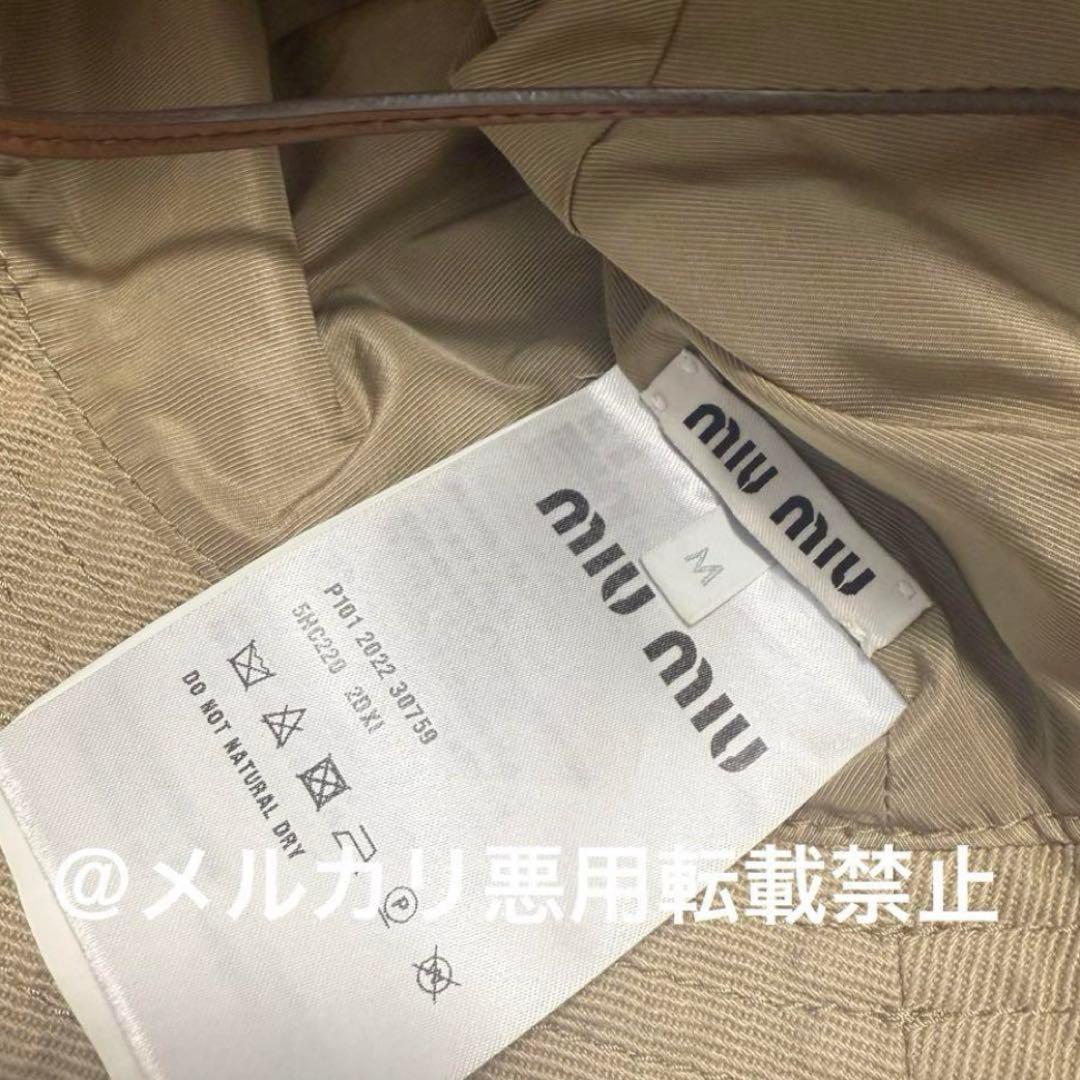 MIU MIU
M
MIU MIU
P101 2022 30759
5HC220 2DXI
DO NOT NATURAL DRY
P
W
@メルカリ悪用転載禁止